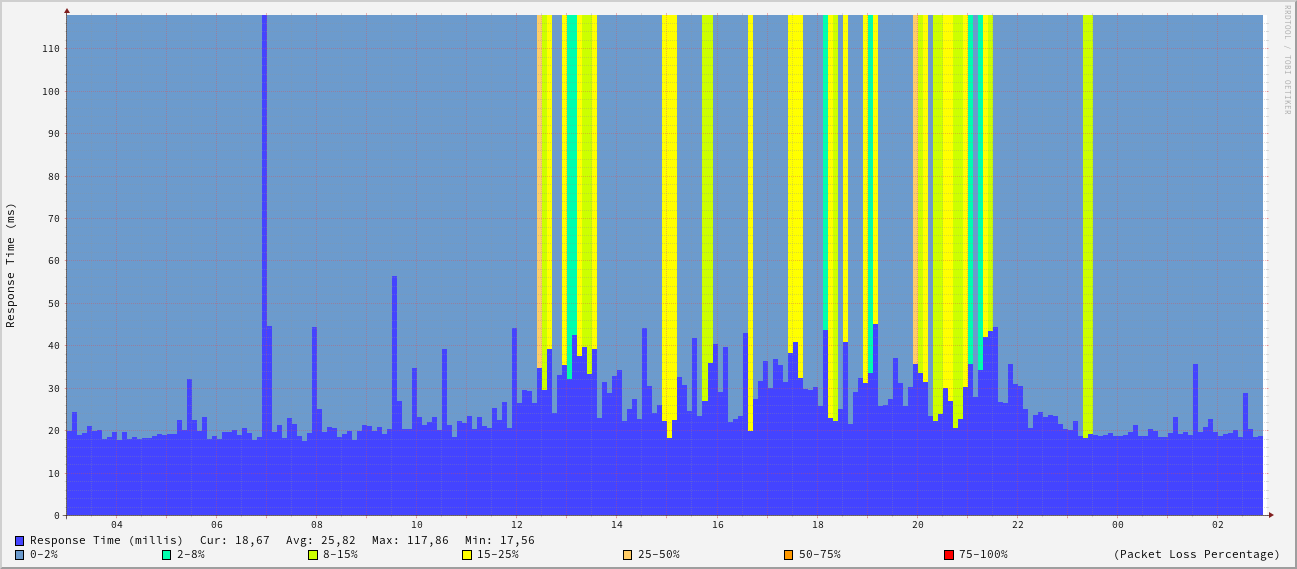 RRDTOOL / TOBI OETIKER
Response Time (ms)
110
100
90
80
70
60
50
40
30
20
10
0
04 06 08 10 12 14 16 18 20 22 00 02
Response Time (millis) Cur: 18,67 Avg: 25,82 Max: 117,86 Min: 17,56
0-2% 2-8% 8-15% 15-25% 25-50% 50-75% 75-100% (Packet Loss Percentage)